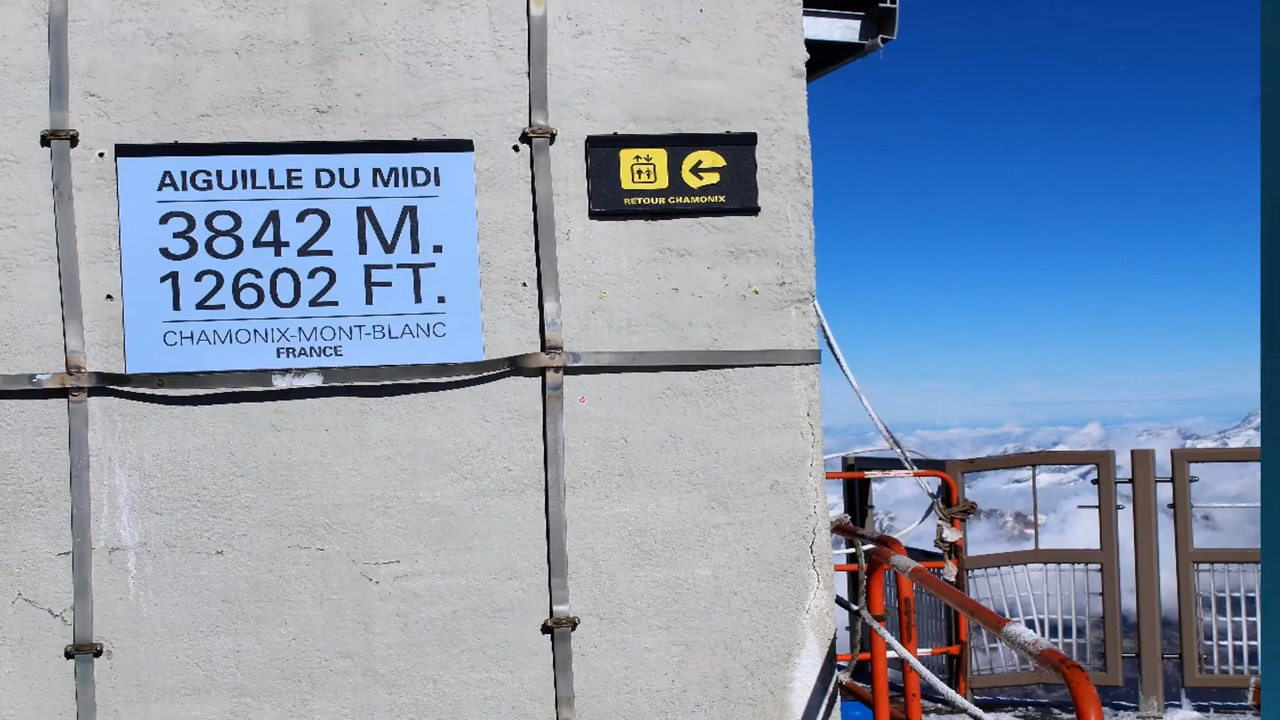 AIGUILLE DU MIDI
3842 M.
12602 FT.
CHAMONIX-MONT-BLANC
FRANCE
RETOUR CHAMONIX